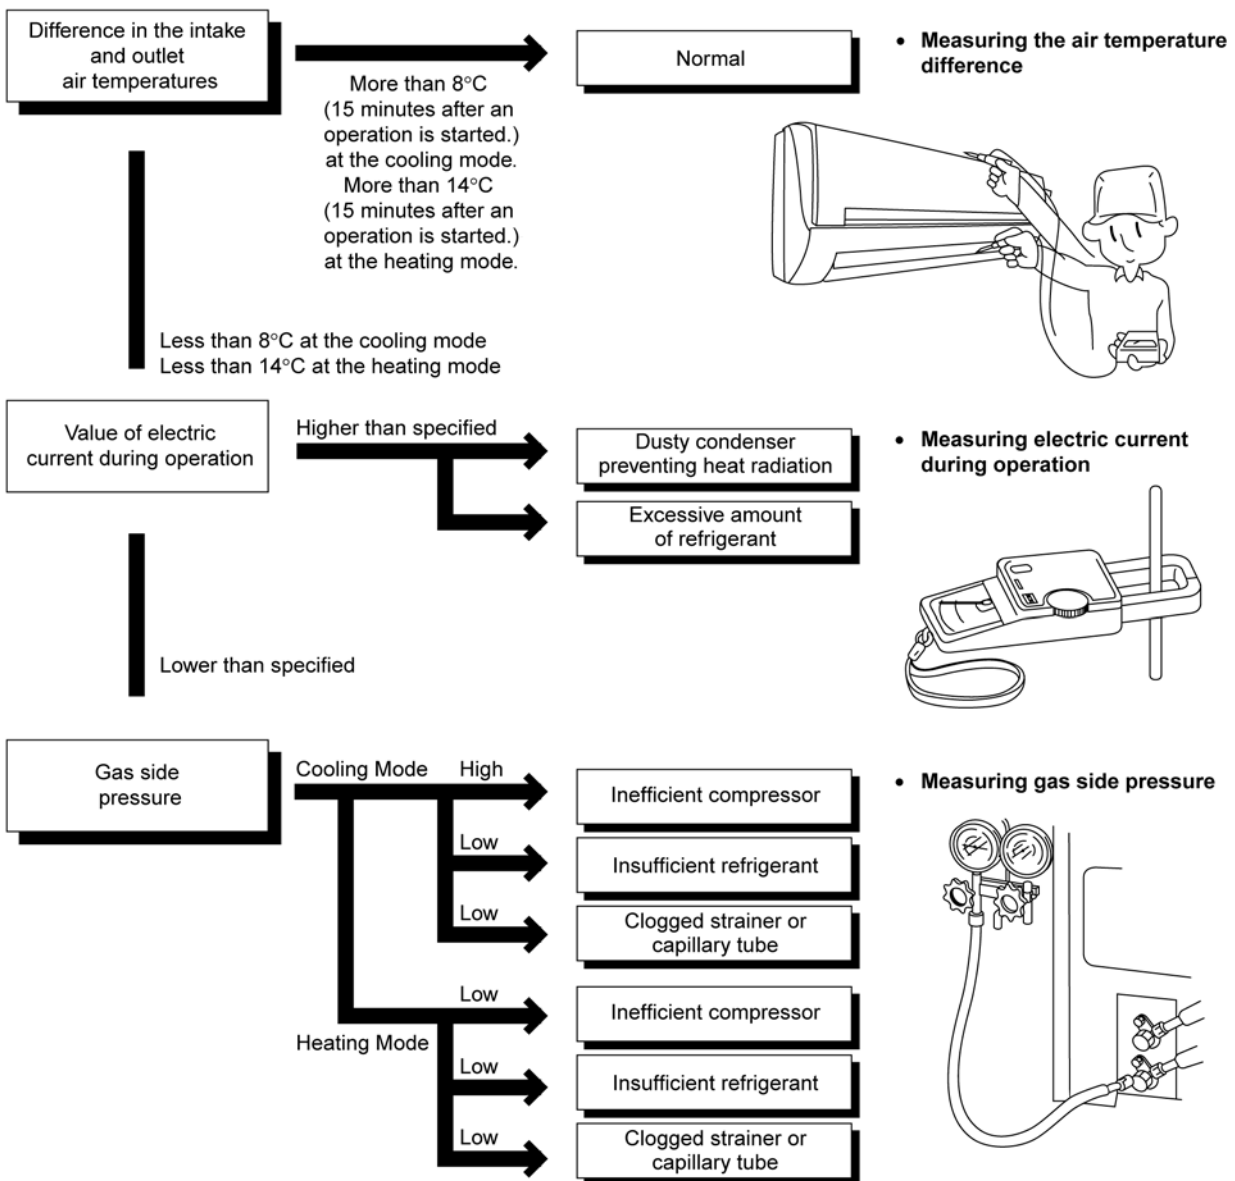 Difference in the intake
and outlet
air temperatures
More than 8°C
(15 minutes after an
operation is started.)
at the cooling mode.
More than 14°C
(15 minutes after an
operation is started.)
at the heating mode.
Normal
• Measuring the air temperature
difference
Less than 8°C at the cooling mode
Less than 14°C at the heating mode
Value of electric
current during operation
Higher than specified
Dusty condenser
preventing heat radiation
Excessive amount
of refrigerant
• Measuring electric current
during operation
Lower than specified
Gas side
pressure
Cooling Mode
High
Inefficient compressor
Low
Insufficient refrigerant
Low
Clogged strainer or
capillary tube
Heating Mode
Low
Inefficient compressor
Low
Insufficient refrigerant
Low
Clogged strainer or
capillary tube
• Measuring gas side pressure